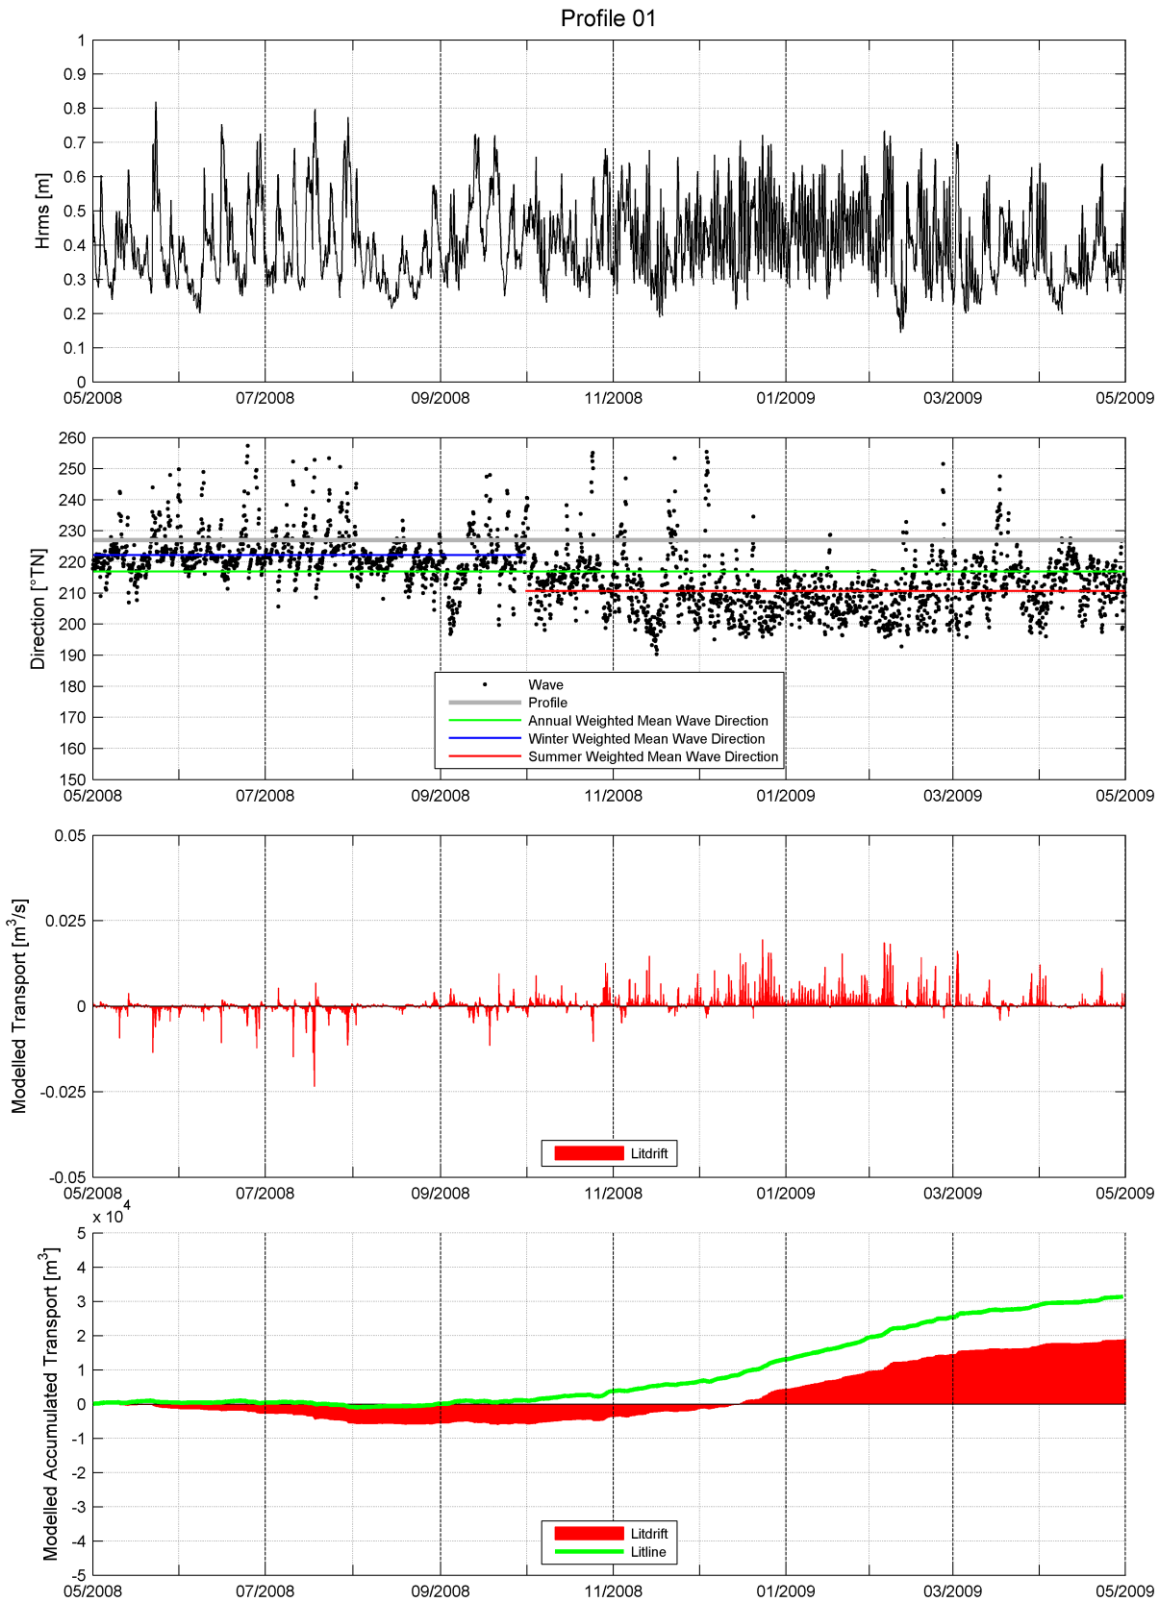 Profile 01
Hrms [m]
1
0.9
0.8
0.7
0.6
0.5
0.4
0.3
0.2
0.1
0
05/2008 07/2008 09/2008 11/2008 01/2009 03/2009 05/2009
Direction [°TN]
260
250
240
230
220
210
200
190
180
170
160
150
Wave
Profile
Annual Weighted Mean Wave Direction
Winter Weighted Mean Wave Direction
Summer Weighted Mean Wave Direction
05/2008 07/2008 09/2008 11/2008 01/2009 03/2009 05/2009
Modelled Transport [m³/s]
0.05
0.025
0
-0.025
-0.05
Litdrift
05/2008 07/2008 09/2008 11/2008 01/2009 03/2009 05/2009
x 10⁴
Modelled Accumulated Transport [m³]
5
4
3
2
1
0
-1
-2
-3
-4
-5
Litdrift
Litline
05/2008 07/2008 09/2008 11/2008 01/2009 03/2009 05/2009